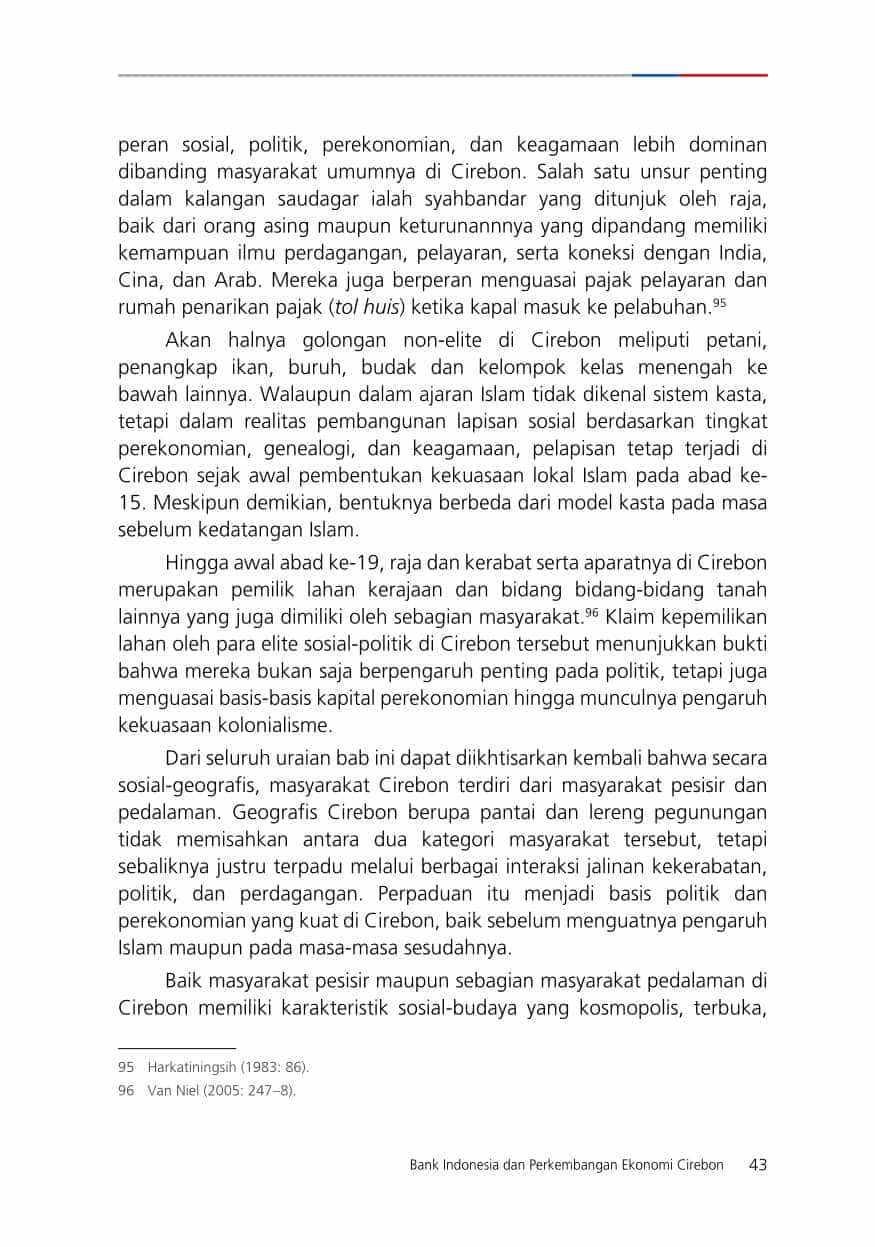 peran sosial, politik, perekonomian, dan keagamaan lebih dominan
dibanding masyarakat umumnya di Cirebon. Salah satu unsur penting
dalam kalangan saudagar ialah syahbandar yang ditunjuk oleh raja,
baik dari orang asing maupun keturunannnya yang dipandang memiliki
kemampuan ilmu perdagangan, pelayaran, serta koneksi dengan India,
Cina, dan Arab. Mereka juga berperan menguasai pajak pelayaran dan
rumah penarikan pajak (tol huis) ketika kapal masuk ke pelabuhan.95
Akan halnya golongan non-elite di Cirebon meliputi petani,
penangkap ikan, buruh, budak dan kelompok kelas menengah ke
bawah lainnya. Walaupun dalam ajaran Islam tidak dikenal sistem kasta,
tetapi dalam realitas pembangunan lapisan sosial berdasarkan tingkat
perekonomian, genealogi, dan keagamaan, pelapisan tetap terjadi di
Cirebon sejak awal pembentukan kekuasaan lokal Islam pada abad ke-
15. Meskipun demikian, bentuknya berbeda dari model kasta pada masa
sebelum kedatangan Islam.
Hingga awal abad ke-19, raja dan kerabat serta aparatnya di Cirebon
merupakan pemilik lahan kerajaan dan bidang bidang-bidang tanah
lainnya yang juga dimiliki oleh sebagian masyarakat.96 Klaim kepemilikan
lahan oleh para elite sosial-politik di Cirebon tersebut menunjukkan bukti
bahwa mereka bukan saja berpengaruh penting pada politik, tetapi juga
menguasai basis-basis kapital perekonomian hingga munculnya pengaruh
kekuasaan kolonialisme.
Dari seluruh uraian bab ini dapat diikhtisarkan kembali bahwa secara
sosial-geografis, masyarakat Cirebon terdiri dari masyarakat pesisir dan
pedalaman. Geografis Cirebon berupa pantai dan lereng pegunungan
tidak memisahkan antara dua kategori masyarakat tersebut, tetapi
sebaliknya justru terpadu melalui berbagai interaksi jalinan kekerabatan,
politik, dan perdagangan. Perpaduan itu menjadi basis politik dan
perekonomian yang kuat di Cirebon, baik sebelum menguatnya pengaruh
Islam maupun pada masa-masa sesudahnya.
Baik masyarakat pesisir maupun sebagian masyarakat pedalaman di
Cirebon memiliki karakteristik sosial-budaya yang kosmopolis, terbuka,
95 Harkatiningsih (1983: 86).
96 Van Niel (2005: 247–8).
Bank Indonesia dan Perkembangan Ekonomi Cirebon 43